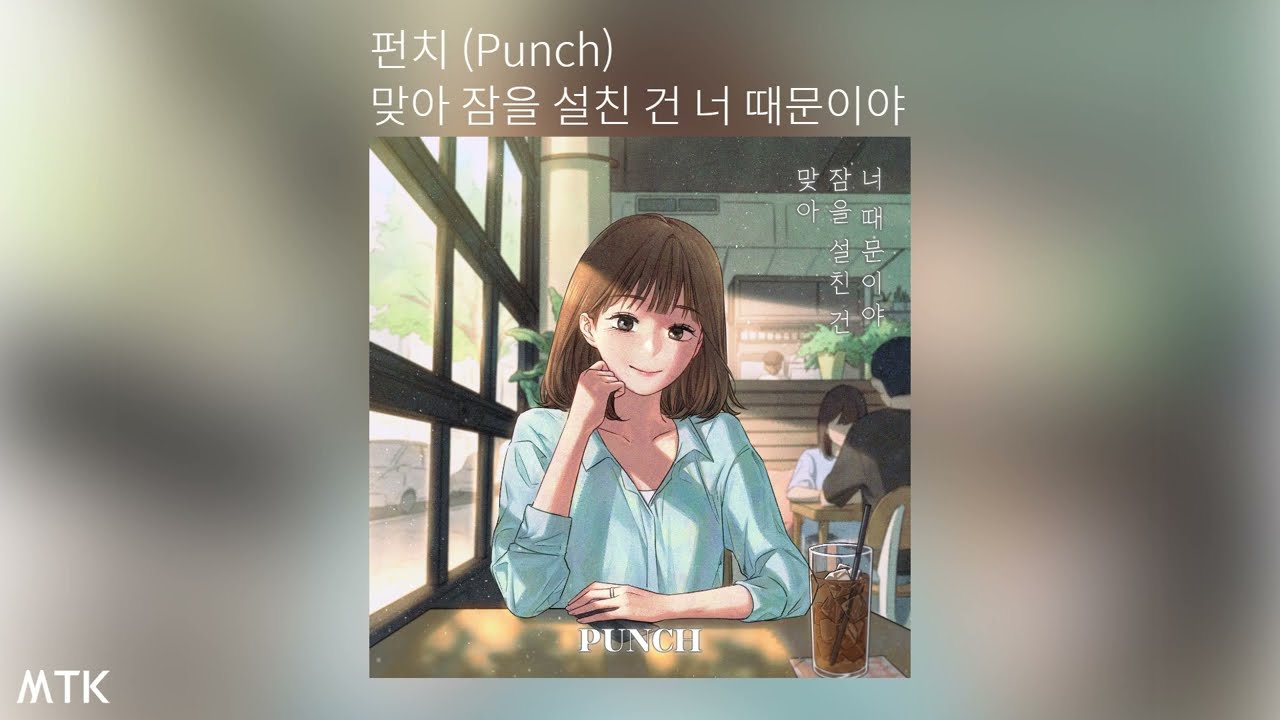 펀치 (Punch)
맞아 잠을 설친 건 너 때문이야
맞아
잠을 설친 건
너 때문이야
PUNCH
MTK